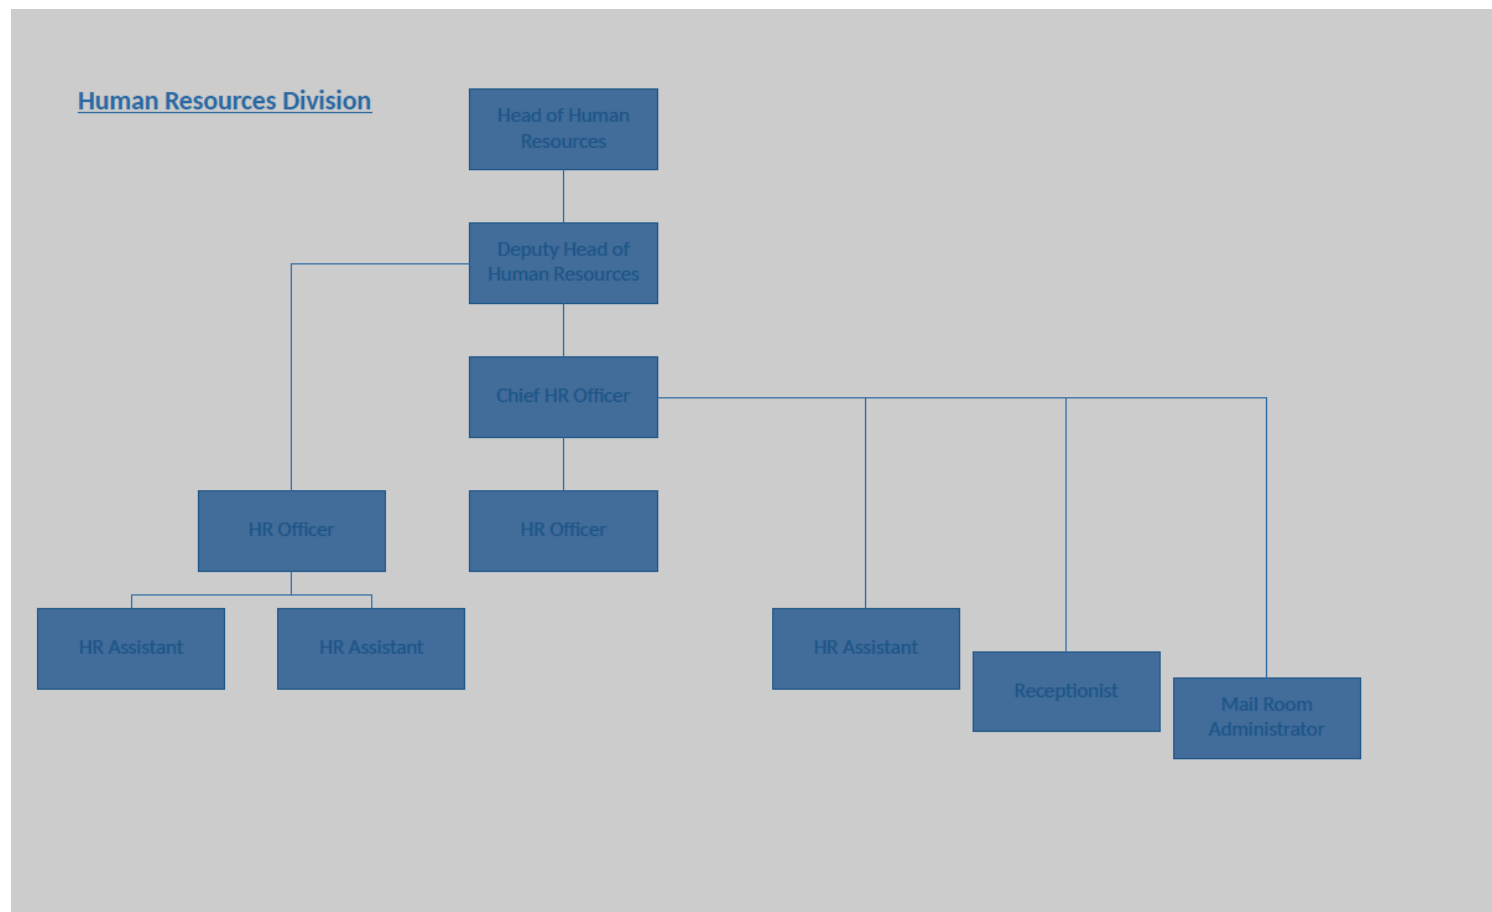 Human Resources Division
Head of Human
Resources
Deputy Head of
Human Resources
Chief HR Officer
HR Officer
HR Officer
HR Assistant
HR Assistant
HR Assistant
Receptionist
Mail Room
Administrator